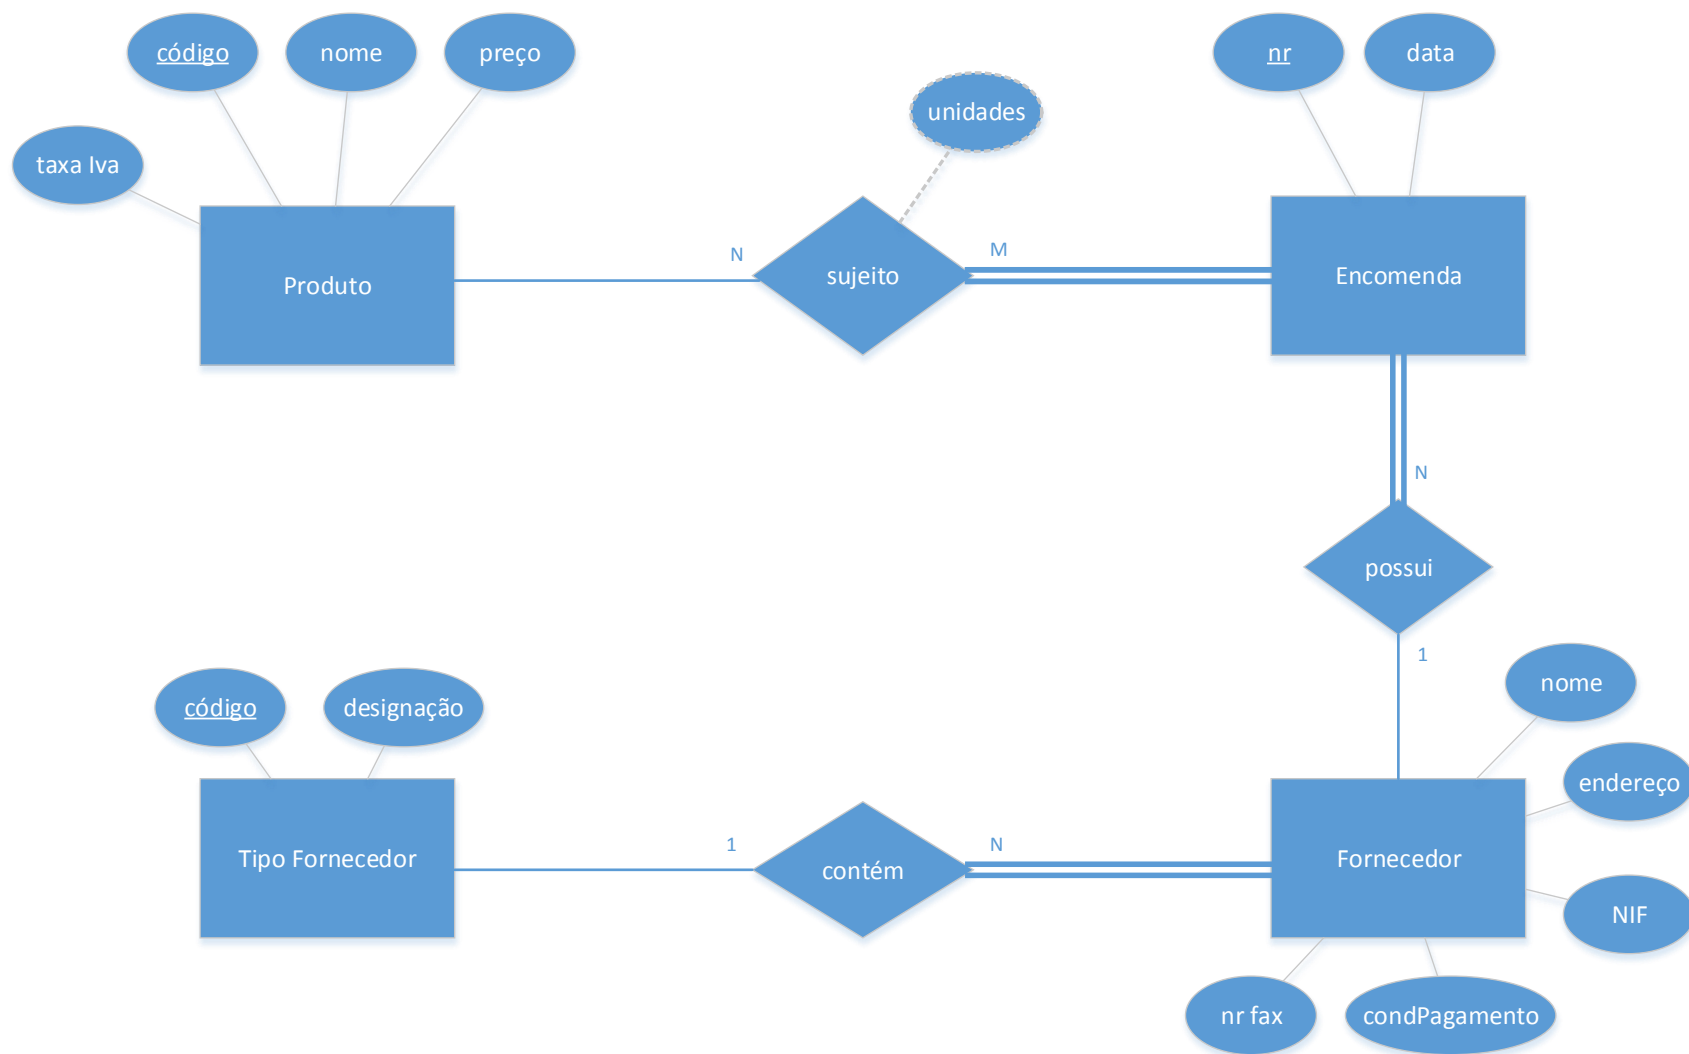 código
nome
preço
nr
data
unidades
taxa Iva
N
M
Produto
sujeito
Encomenda
N
possui
1
nome
código
designação
endereço
1
N
Tipo Fornecedor
contém
Fornecedor
NIF
nr fax
condPagamento